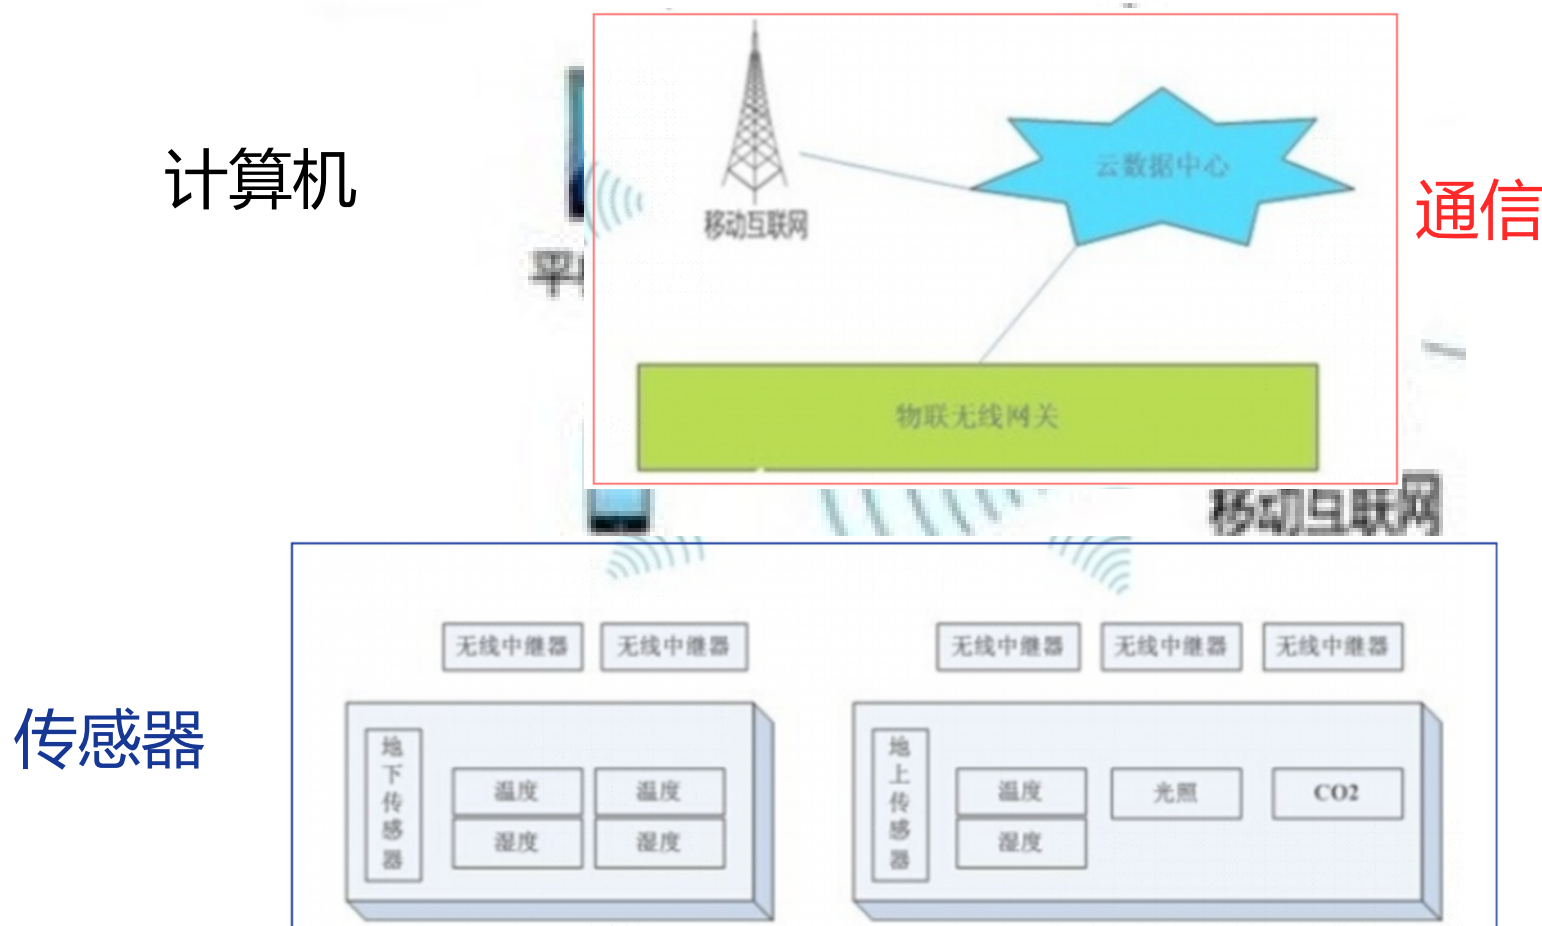 计算机
云数据中心
通信
移动互联网
平
物联无线网关
移动互联网
无线中继器 无线中继器 无线中继器 无线中继器 无线中继器
传感器
地下传感器
温度 温度
湿度 湿度
地上传感器
温度 光照 CO2
湿度